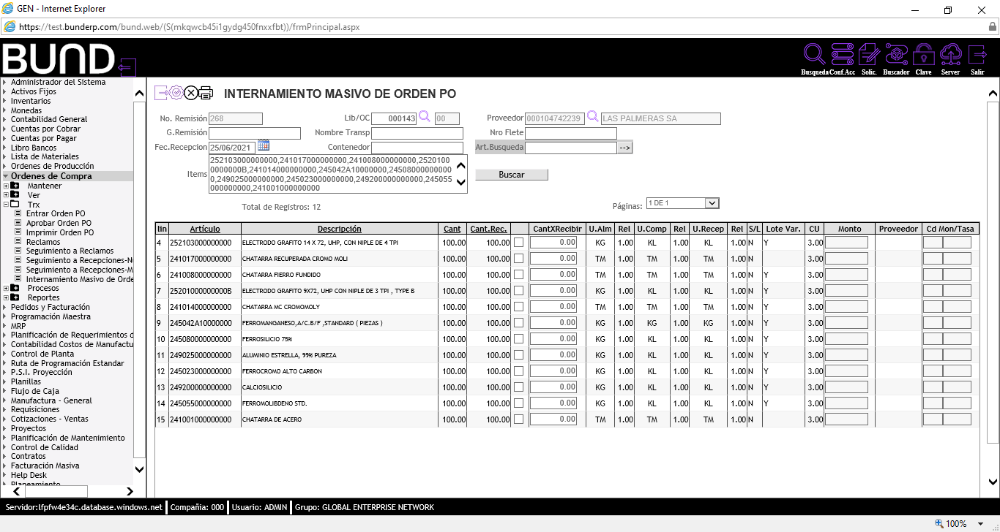 GEN - Internet Explorer
https://test.bunderp.com/bund.web/(S(mkqwcb45i1gydg450fnxxfbt))/frmPrincipal.aspx
BUND
Busqueda Conf.Acc Solic. Buscador Clave Server Salir
Administrador del Sistema
Activos Fijos
Inventarios
Monedas
Contabilidad General
Cuentas por Cobrar
Cuentas por Pagar
Libro Bancos
Lista de Materiales
Ordenes de Producción
Ordenes de Compra
Mantener
Ver
Trx
Entrar Orden PO
Aprobar Orden PO
Imprimir Orden PO
Reclamos
Seguimiento a Reclamos
Seguimiento a Recepciones-N
Seguimiento a Recepciones-M
Internamiento Masivo de Orde
Procesos
Reportes
Pedidos y Facturación
Programación Maestra
MRP
Planificación de Requerimientos d
Contabilidad Costos de Manufactu
Control de Planta
Ruta de Programación Estandar
P.S.I. Proyección
Planillas
Flujo de Caja
Manufactura - General
Requisiciones
Cotizaciones - Ventas
Proyectos
Planificación de Mantenimiento
Control de Calidad
Contratos
Facturación Masiva
Help Desk
Planeamiento
INTERNAMIENTO MASIVO DE ORDEN PO
No. Remisión 268 Lib/OC 000143 00 Proveedor 000104742239 LAS PALMERAS SA
G.Remisión Nombre Transp Nro Flete
Fec.Recepcion 25/06/2021 Contenedor Art.Busqueda -->
Items
252103000000000,241017000000000,241008000000000,2520100
0000000B,241014000000000,245042A10000000,24508000000000
0,249025000000000,245023000000000,249200000000000,245055
000000000,241001000000000
Buscar
Total de Registros: 12 Páginas: 1 DE 1
lin Artículo Descripción Cant Cant.Rec. CantXRecibir U.Alm Rel U.Comp Rel U.Recep Rel S/L Lote Var. CU Monto Proveedor Cd Mon/Tasa
4 252103000000000 ELECTRODO GRAFITO 14 X 72, UHP, CON NIPLE DE 4 TPI 100.00 100.00 0.00 KG 1.00 KL 1.00 KL 1.00 N Y 3.00
5 241017000000000 CHATARRA RECUPERADA CROMO MOLI 100.00 100.00 0.00 TM 1.00 TM 1.00 TM 1.00 N 3.00
6 241008000000000 CHATARRA FIERRO FUNDIDO 100.00 100.00 0.00 TM 1.00 TM 1.00 TM 1.00 N Y 3.00
7 25201000000000B ELECTRODO GRAFITO 9X72, UHP CON NIPLE DE 3 TPI , TYPE B 100.00 100.00 0.00 KG 1.00 KL 1.00 KL 1.00 N Y 3.00
8 241014000000000 CHATARRA MC CROMOMOLY 100.00 100.00 0.00 TM 1.00 TM 1.00 TM 1.00 N Y 3.00
9 245042A10000000 FERROMANGANESO,A/C.B/F ,STANDARD ( PIEZAS ) 100.00 100.00 0.00 KG 1.00 KG 1.00 KG 1.00 N Y 3.00
10 245080000000000 FERROSILICIO 75% 100.00 100.00 0.00 KG 1.00 KL 1.00 KL 1.00 N Y 3.00
11 249025000000000 ALUMINIO ESTRELLA, 99% PUREZA 100.00 100.00 0.00 KG 1.00 KL 1.00 KL 1.00 N Y 3.00
12 245023000000000 FERROCROMO ALTO CARBON 100.00 100.00 0.00 KG 1.00 KL 1.00 KL 1.00 N Y 3.00
13 249200000000000 CALCIOSILICIO 100.00 100.00 0.00 KG 1.00 KL 1.00 KL 1.00 N Y 3.00
14 245055000000000 FERROMOLIBDENO STD. 100.00 100.00 0.00 KG 1.00 KL 1.00 KL 1.00 N Y 3.00
15 241001000000000 CHATARRA DE ACERO 100.00 100.00 0.00 TM 1.00 TM 1.00 TM 1.00 N 3.00
Servidor:lfpfw4e34c.database.windows.net Compañia: 000 Usuario: ADMIN Grupo: GLOBAL ENTERPRISE NETWORK
100%